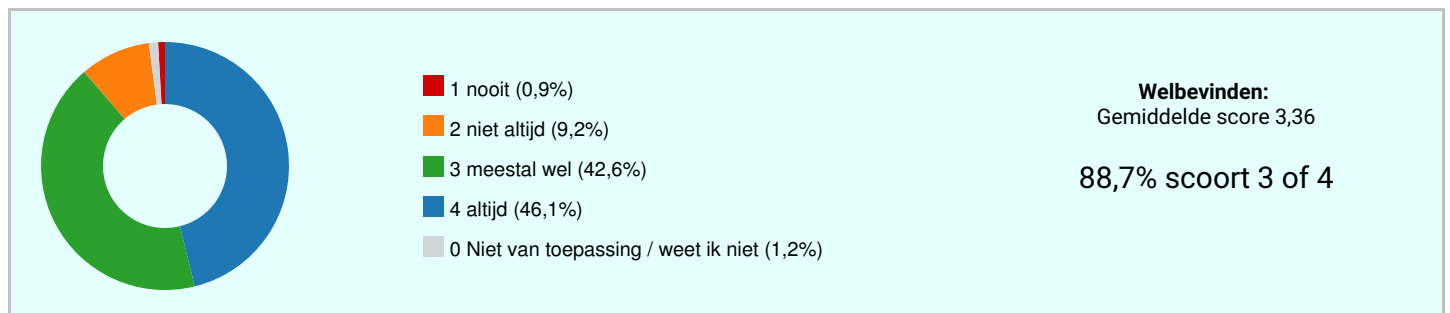 1 nooit (0,9%)
2 niet altijd (9,2%)
3 meestal wel (42,6%)
4 altijd (46,1%)
0 Niet van toepassing / weet ik niet (1,2%)
Welbevinden:
Gemiddelde score 3,36
88,7% scoort 3 of 4